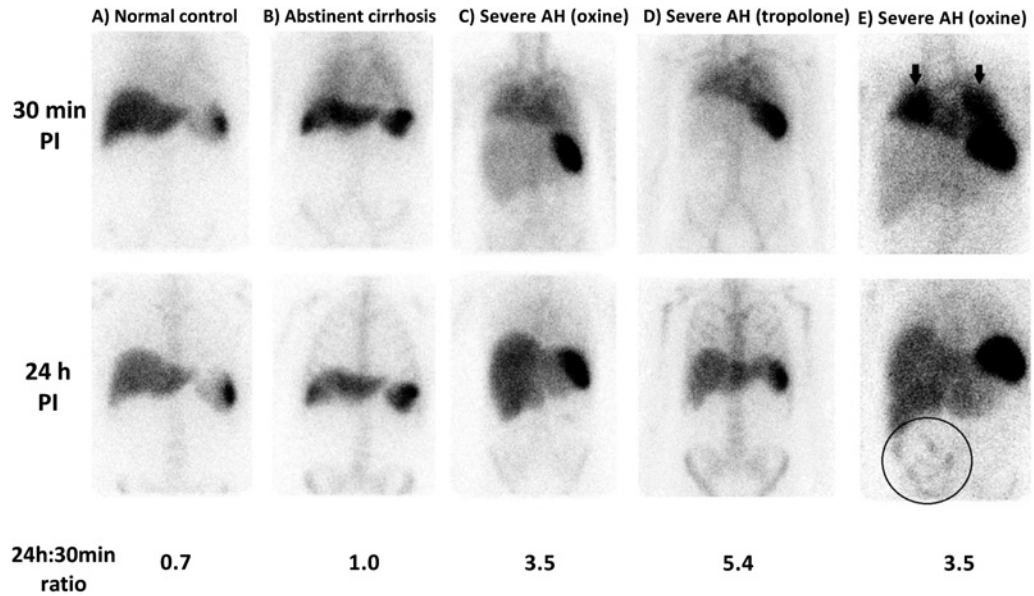 A) Normal control
B) Abstinent cirrhosis
C) Severe AH (oxine)
D) Severe AH (tropolone)
E) Severe AH (oxine)
30 min
PI
24 h
PI
24h:30min
ratio
0.7
1.0
3.5
5.4
3.5